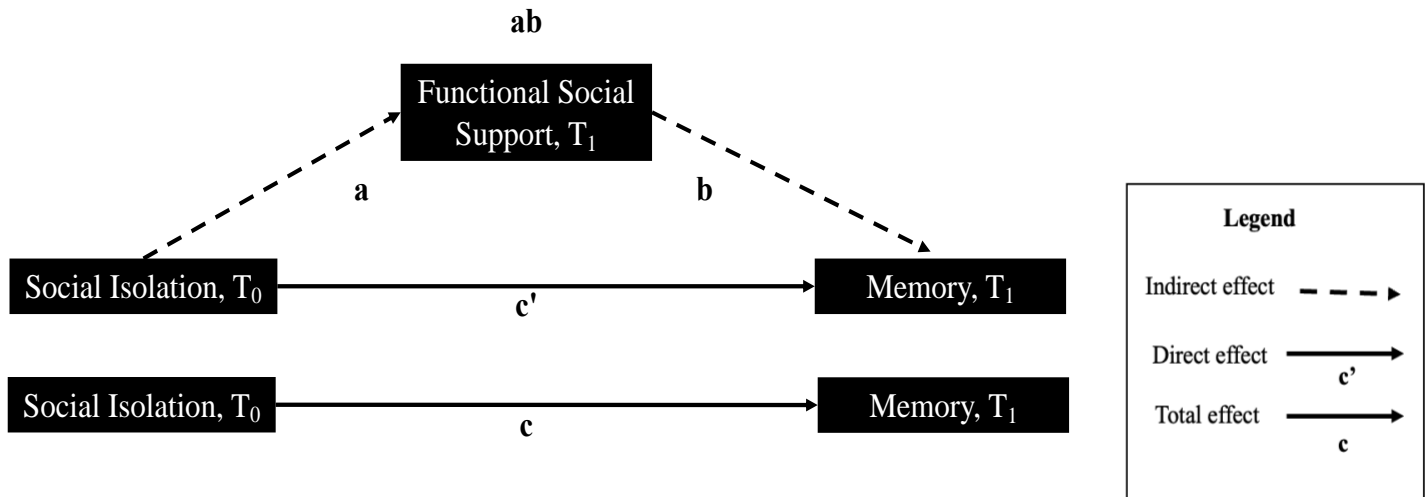 ab
Functional Social
Support, T₁
a
b
Social Isolation, T₀
c'
Memory, T₁
Social Isolation, T₀
c
Memory, T₁
Legend
Indirect effect
Direct effect
c’
Total effect
c